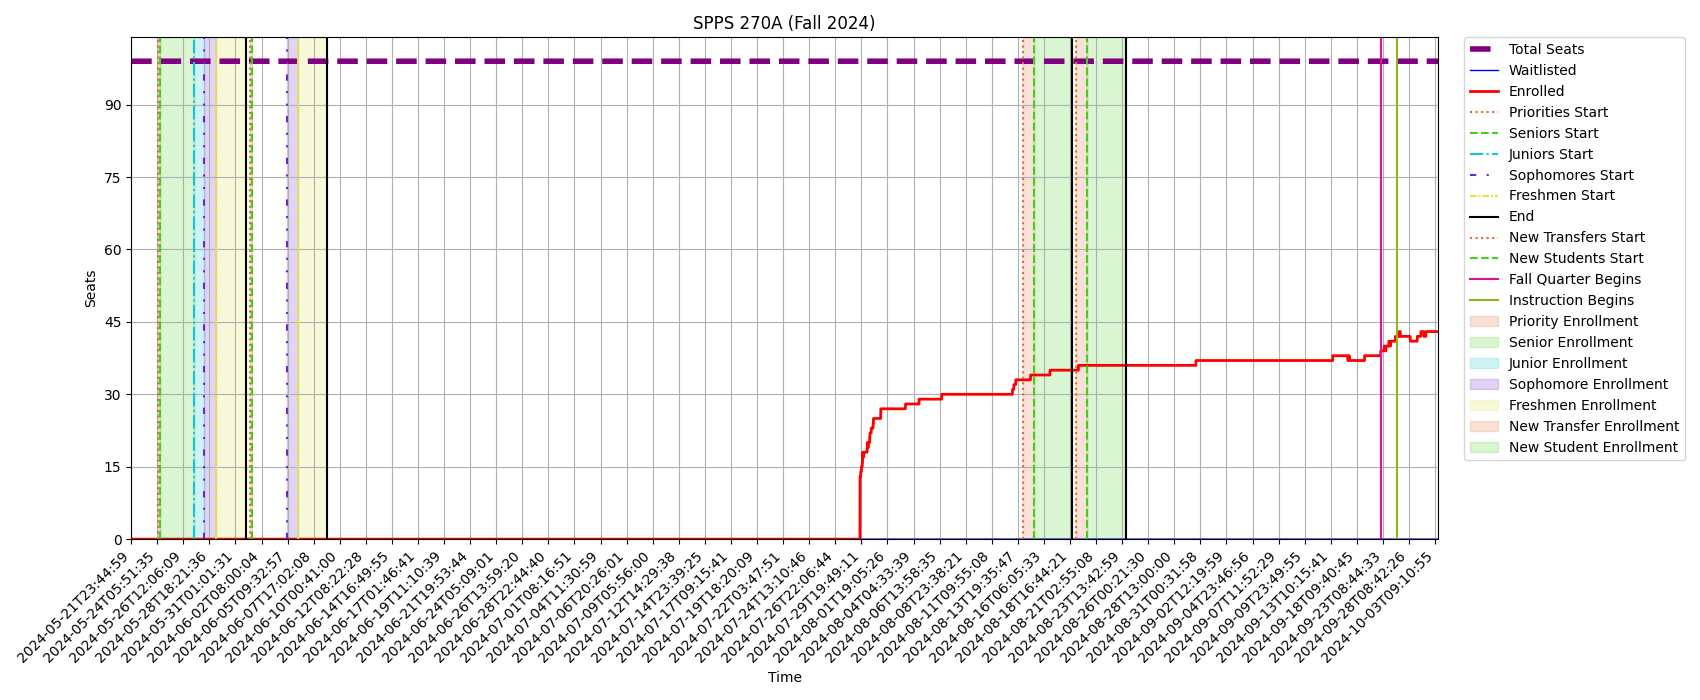 SPPS 270A (Fall 2024)
Seats
90
75
60
45
30
15
0
2024-05-21T23:44:59
2024-05-24T05:51:35
2024-05-26T12:06:09
2024-05-28T18:21:36
2024-05-31T01:01:31
2024-06-02T08:00:04
2024-06-05T09:32:57
2024-06-07T17:02:08
2024-06-10T00:41:00
2024-06-12T08:22:28
2024-06-14T16:49:55
2024-06-17T01:46:41
2024-06-19T11:10:39
2024-06-21T19:53:44
2024-06-24T05:09:01
2024-06-26T13:59:20
2024-06-28T22:44:40
2024-07-01T08:16:51
2024-07-04T11:30:59
2024-07-06T20:26:01
2024-07-09T05:56:00
2024-07-12T14:29:38
2024-07-14T23:39:25
2024-07-17T09:15:41
2024-07-19T18:20:09
2024-07-22T03:47:51
2024-07-24T13:10:46
2024-07-26T22:06:44
2024-07-29T19:49:11
2024-08-01T19:05:26
2024-08-04T04:33:39
2024-08-06T13:58:35
2024-08-08T23:38:21
2024-08-11T09:55:08
2024-08-13T19:35:47
2024-08-16T06:05:33
2024-08-18T16:44:21
2024-08-21T02:55:08
2024-08-23T13:42:59
2024-08-26T00:21:30
2024-08-28T13:00:00
2024-08-31T00:31:58
2024-09-02T12:19:59
2024-09-04T23:46:56
2024-09-07T11:52:29
2024-09-09T23:49:55
2024-09-13T10:15:41
2024-09-18T09:40:45
2024-09-23T08:44:33
2024-09-28T08:42:26
2024-10-03T09:10:55
Time
Total Seats
Waitlisted
Enrolled
Priorities Start
Seniors Start
Juniors Start
Sophomores Start
Freshmen Start
End
New Transfers Start
New Students Start
Fall Quarter Begins
Instruction Begins
Priority Enrollment
Senior Enrollment
Junior Enrollment
Sophomore Enrollment
Freshmen Enrollment
New Transfer Enrollment
New Student Enrollment